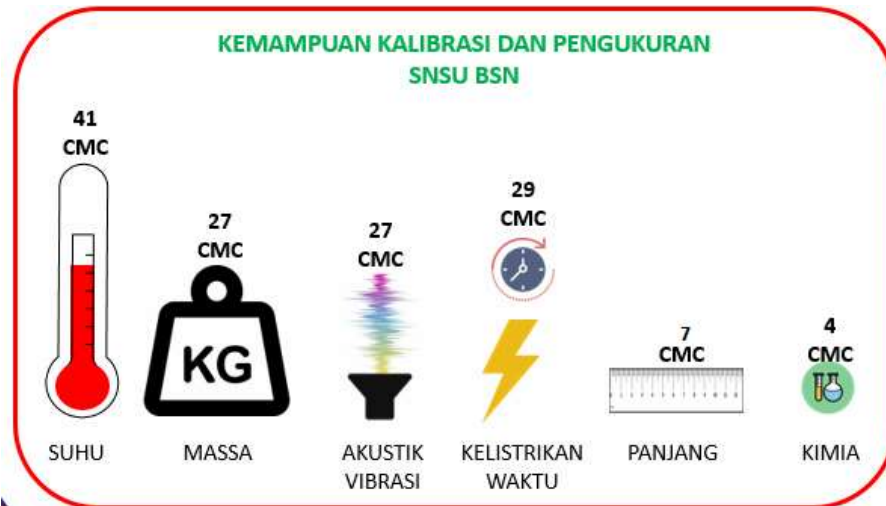 KEMAMPUAN KALIBRASI DAN PENGUKURAN
SNSU BSN
41
CMC
27
CMC
27
CMC
29
CMC
7
CMC
4
CMC
KG
SUHU
MASSA
AKUSTIK
VIBRASI
KELISTRIKAN
WAKTU
PANJANG
KIMIA